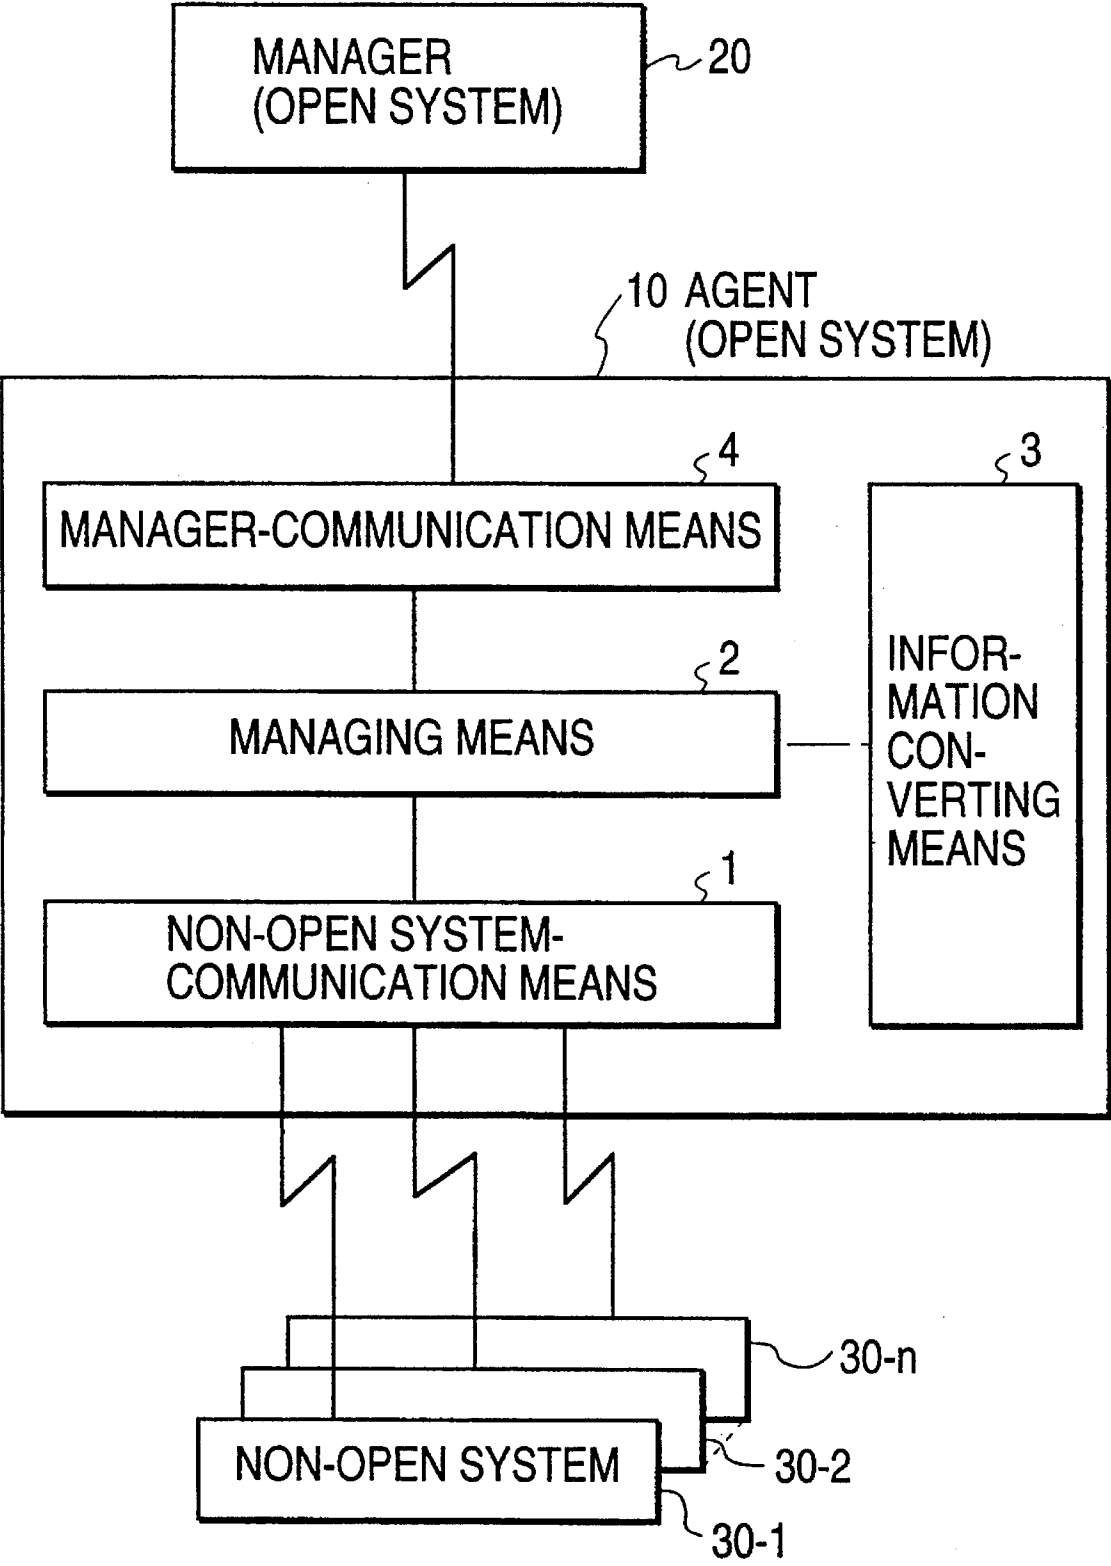 MANAGER
(OPEN SYSTEM)
20
10 AGENT
(OPEN SYSTEM)
4
MANAGER-COMMUNICATION MEANS
3
INFOR-
MATION
CON-
VERTING
MEANS
2
MANAGING MEANS
1
NON-OPEN SYSTEM-
COMMUNICATION MEANS
30-n
30-2
NON-OPEN SYSTEM
30-1